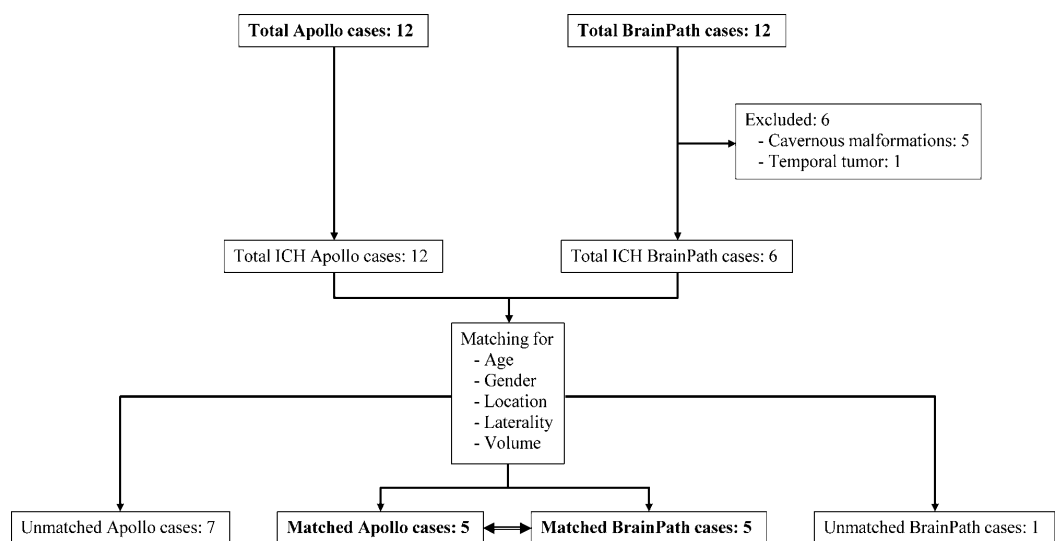 Total Apollo cases: 12
Total BrainPath cases: 12
Excluded: 6
- Cavernous malformations: 5
- Temporal tumor: 1
Total ICH Apollo cases: 12
Total ICH BrainPath cases: 6
Matching for
- Age
- Gender
- Location
- Laterality
- Volume
Unmatched Apollo cases: 7
Matched Apollo cases: 5
Matched BrainPath cases: 5
Unmatched BrainPath cases: 1